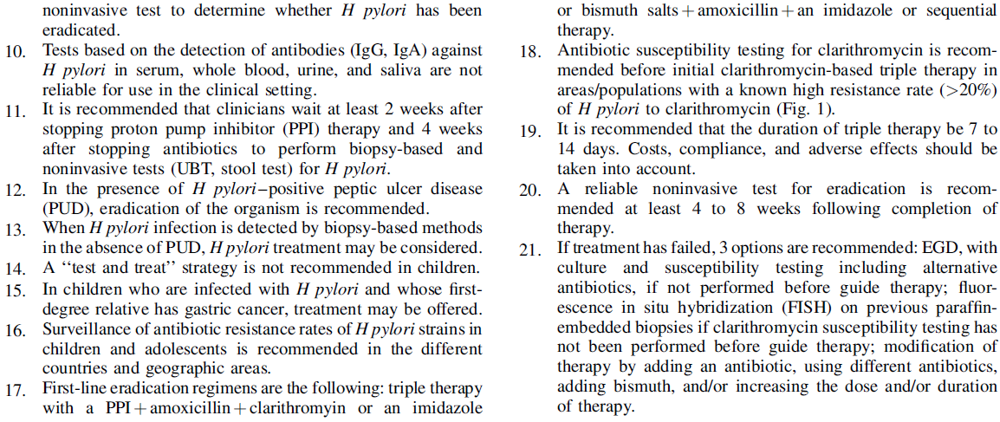 noninvasive test to determine whether H pylori has been
eradicated.
10. Tests based on the detection of antibodies (IgG, IgA) against
H pylori in serum, whole blood, urine, and saliva are not
reliable for use in the clinical setting.
11. It is recommended that clinicians wait at least 2 weeks after
stopping proton pump inhibitor (PPI) therapy and 4 weeks
after stopping antibiotics to perform biopsy-based and
noninvasive tests (UBT, stool test) for H pylori.
12. In the presence of H pylori–positive peptic ulcer disease
(PUD), eradication of the organism is recommended.
13. When H pylori infection is detected by biopsy-based methods
in the absence of PUD, H pylori treatment may be considered.
14. A ‘‘test and treat’’ strategy is not recommended in children.
15. In children who are infected with H pylori and whose first-
degree relative has gastric cancer, treatment may be offered.
16. Surveillance of antibiotic resistance rates of H pylori strains in
children and adolescents is recommended in the different
countries and geographic areas.
17. First-line eradication regimens are the following: triple therapy
with a PPI + amoxicillin + clarithromyin or an imidazole
or bismuth salts + amoxicillin + an imidazole or sequential
therapy.
18. Antibiotic susceptibility testing for clarithromycin is recom-
mended before initial clarithromycin-based triple therapy in
areas/populations with a known high resistance rate (>20%)
of H pylori to clarithromycin (Fig. 1).
19. It is recommended that the duration of triple therapy be 7 to
14 days. Costs, compliance, and adverse effects should be
taken into account.
20. A reliable noninvasive test for eradication is recom-
mended at least 4 to 8 weeks following completion of
therapy.
21. If treatment has failed, 3 options are recommended: EGD, with
culture and susceptibility testing including alternative
antibiotics, if not performed before guide therapy; fluor-
escence in situ hybridization (FISH) on previous paraffin-
embedded biopsies if clarithromycin susceptibility testing has
not been performed before guide therapy; modification of
therapy by adding an antibiotic, using different antibiotics,
adding bismuth, and/or increasing the dose and/or duration
of therapy.